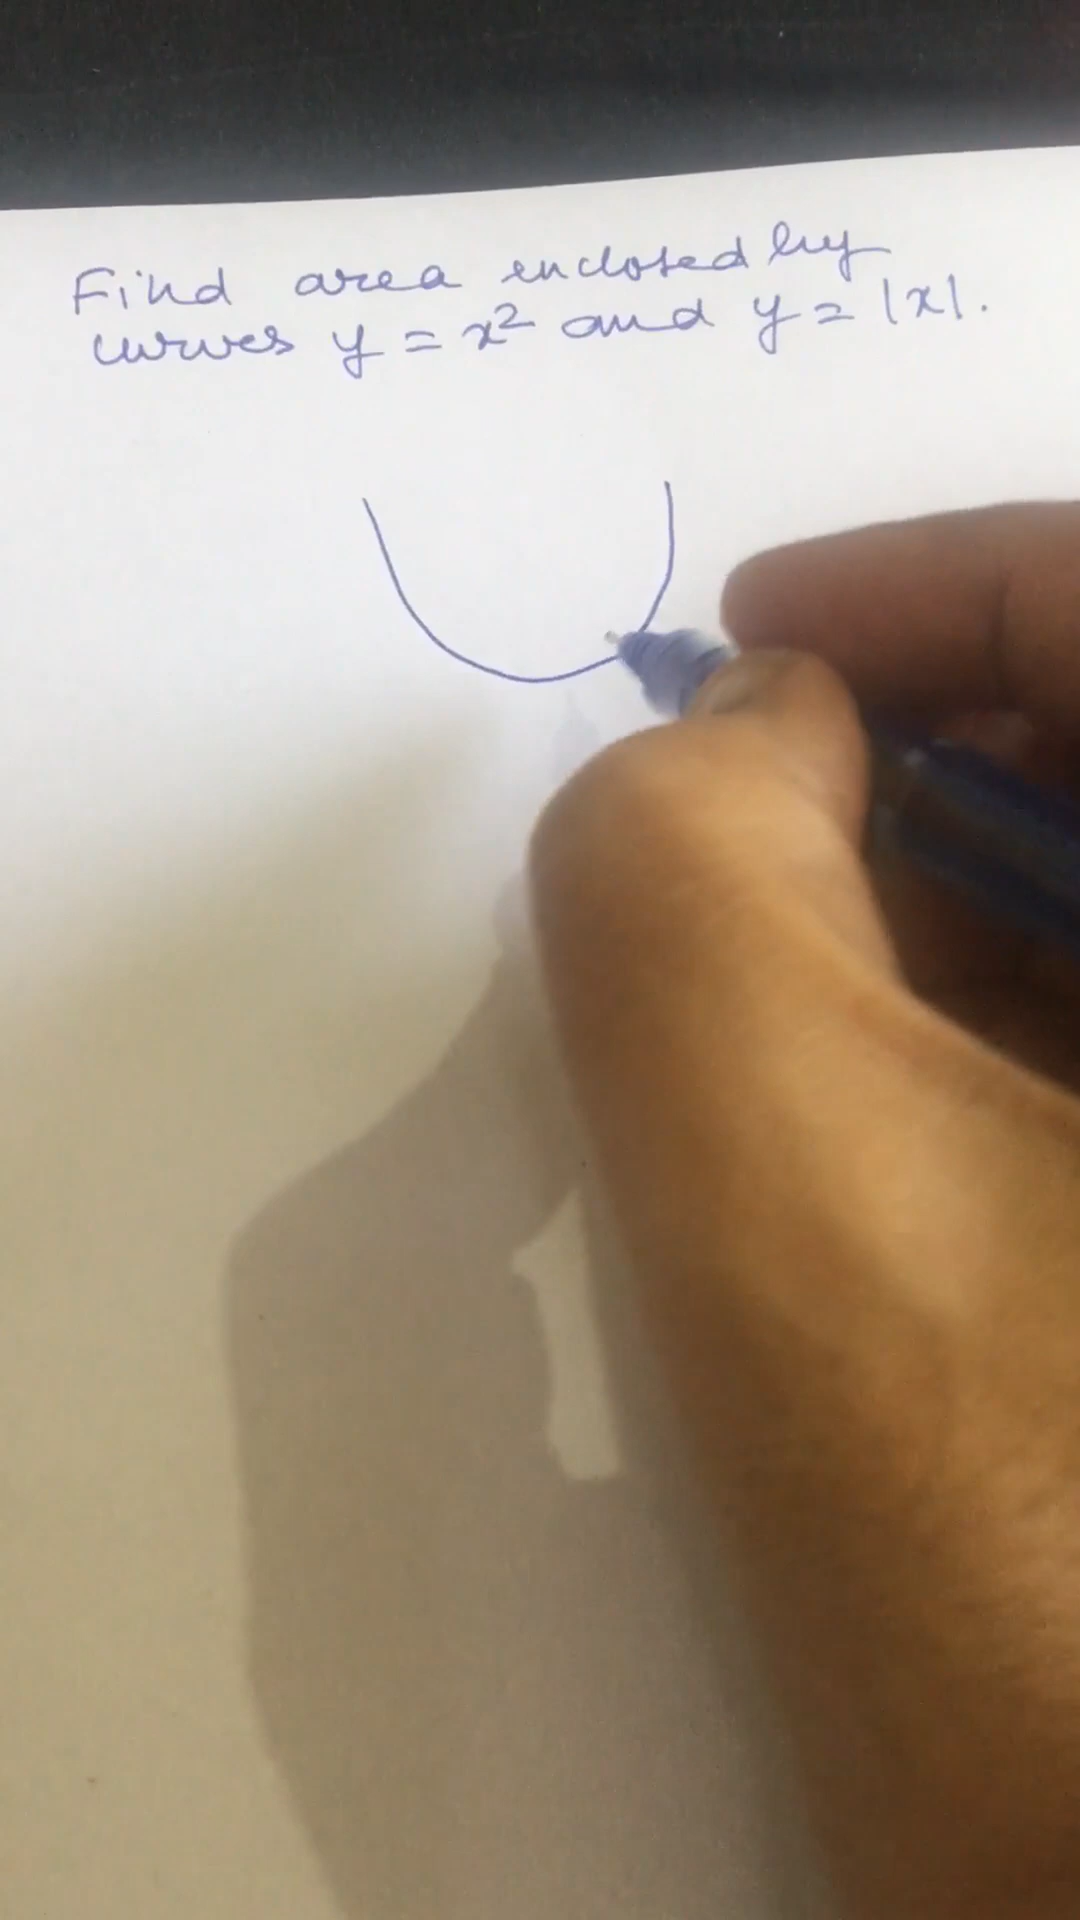 Find area enclosed by
curves y = x² and y = |x|.